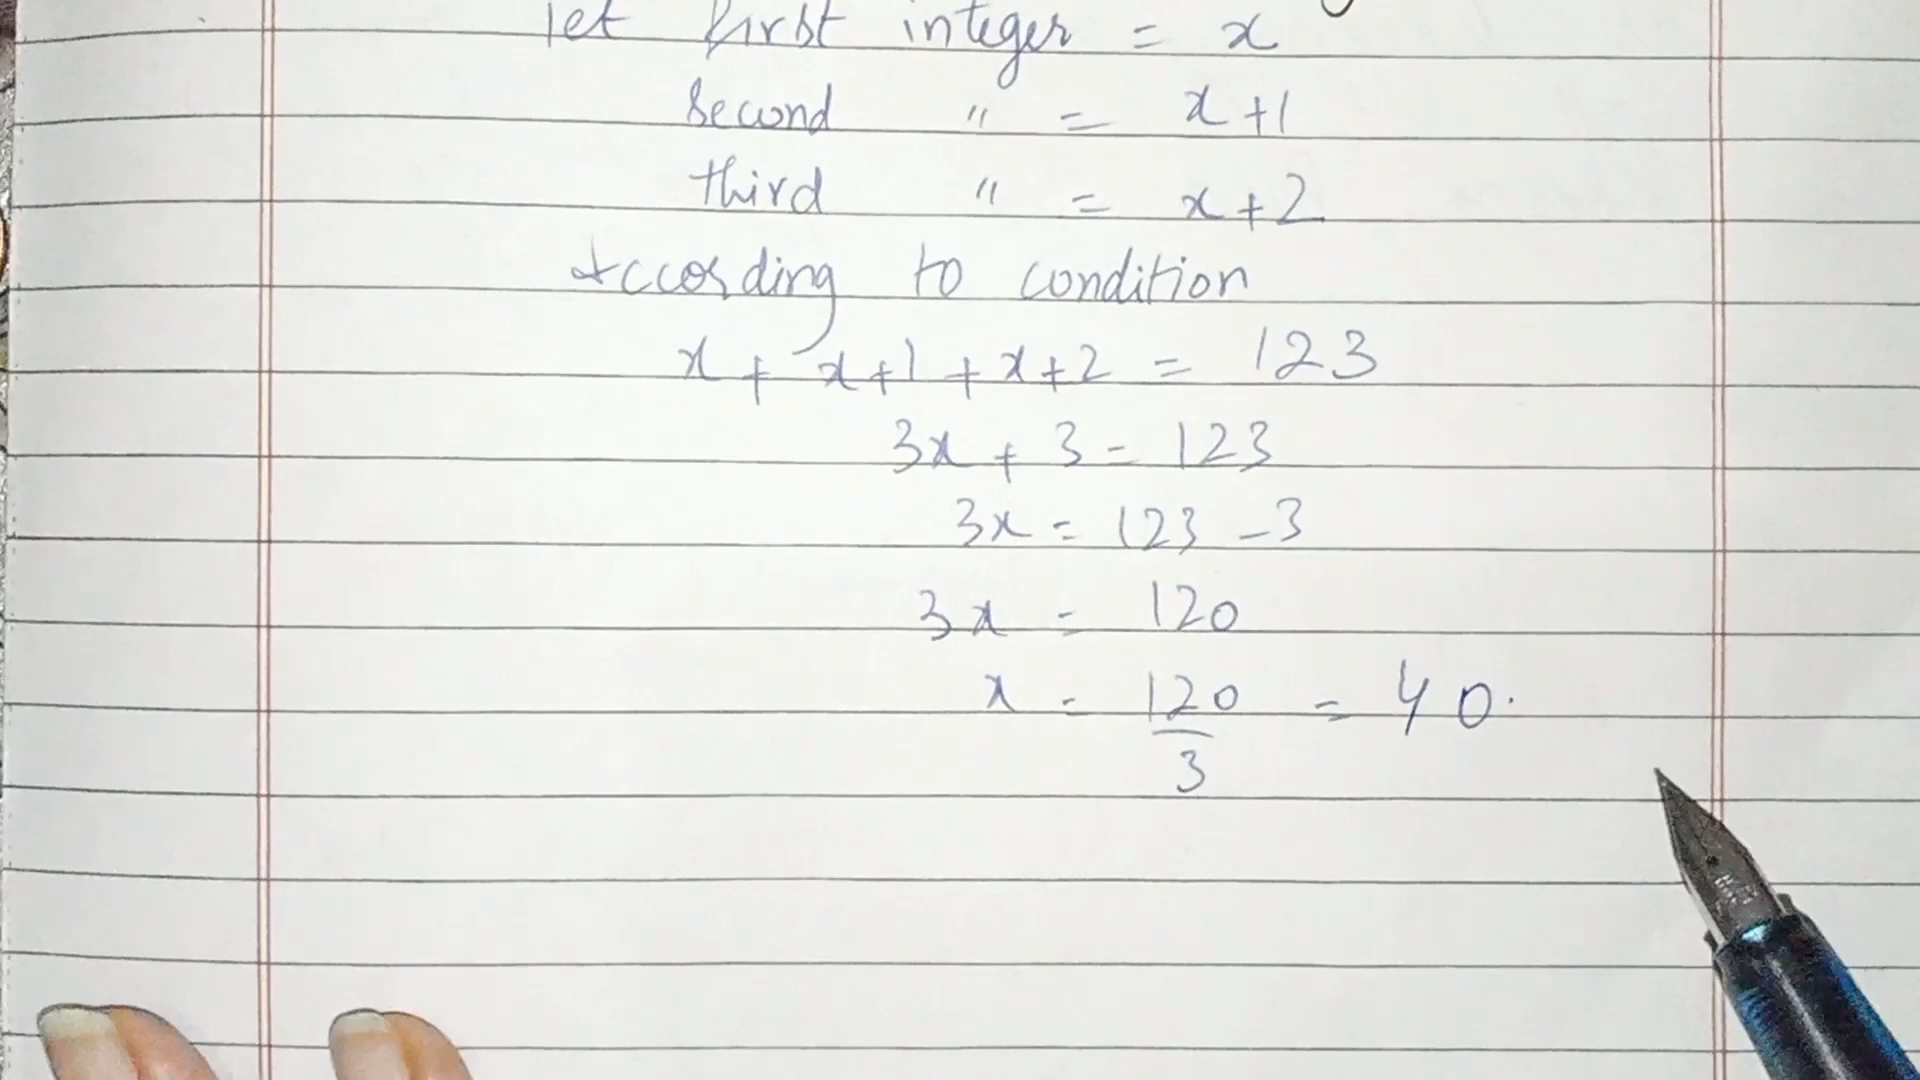 let first integer = x
Second " = x+1
third " = x+2
According to condition
x + x+1 + x+2 = 123
3x + 3 = 123
3x = 123 - 3
3x = 120
x = 120/3 = 40.